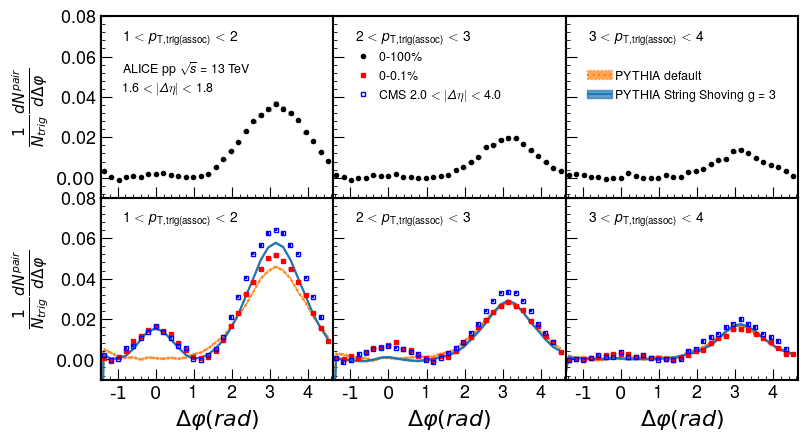 1 < p_T,trig(assoc) < 2
2 < p_T,trig(assoc) < 3
3 < p_T,trig(assoc) < 4
ALICE pp √s = 13 TeV
1.6 < |Δη| < 1.8
0-100%
0-0.1%
CMS 2.0 < |Δη| < 4.0
PYTHIA default
PYTHIA String Shoving g = 3
1/N_trig dN^pair/dΔφ
0.08
0.06
0.04
0.02
0.00
1 < p_T,trig(assoc) < 2
2 < p_T,trig(assoc) < 3
3 < p_T,trig(assoc) < 4
1/N_trig dN^pair/dΔφ
0.08
0.06
0.04
0.02
0.00
-1 0 1 2 3 4
-1 0 1 2 3 4
-1 0 1 2 3 4
Δφ(rad)
Δφ(rad)
Δφ(rad)